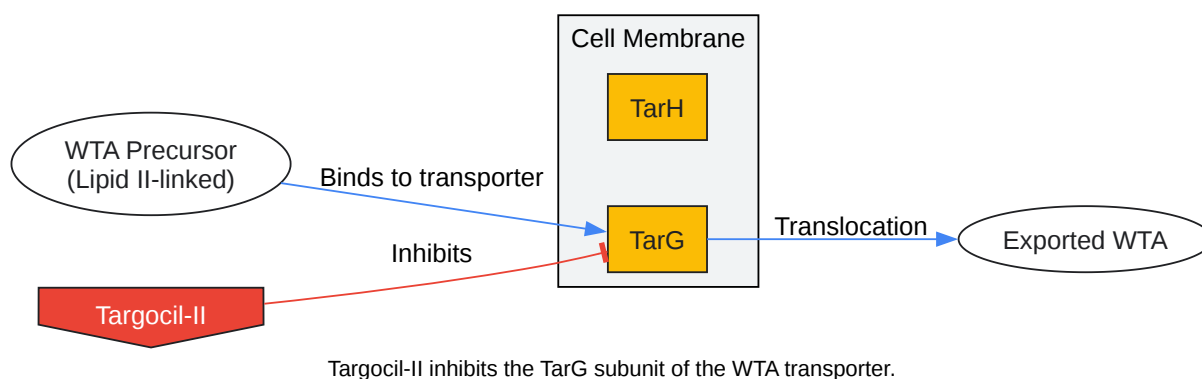 Cell Membrane
TarH
WTA Precursor
(Lipid II-linked)
Binds to transporter
TarG
Translocation
Exported WTA
Inhibits
Targocil-II
Targocil-II inhibits the TarG subunit of the WTA transporter.